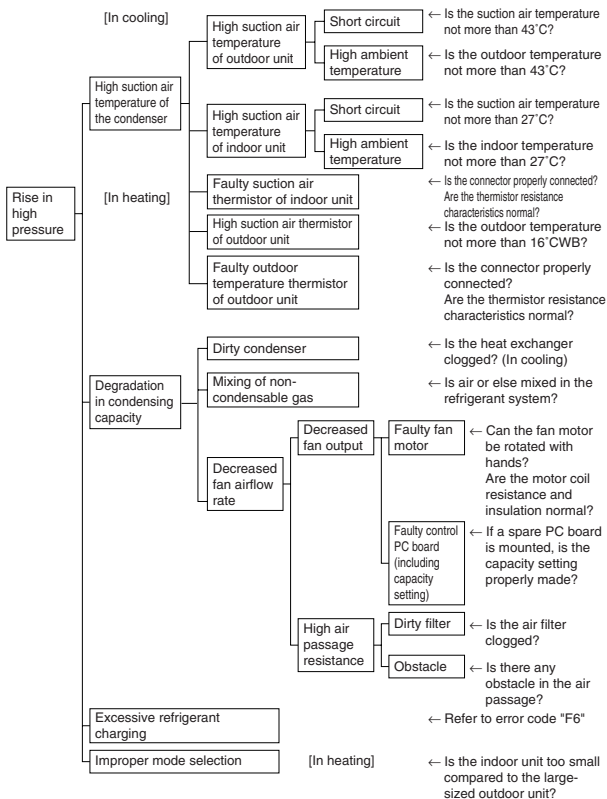 [In cooling]
High suction air
temperature
of outdoor unit
Short circuit
← Is the suction air temperature
not more than 43˚C?
High ambient
temperature
← Is the outdoor temperature
not more than 43˚C?
High suction air
temperature of
the condenser
High suction air
temperature
of indoor unit
Short circuit
← Is the suction air temperature
not more than 27˚C?
High ambient
temperature
← Is the indoor temperature
not more than 27˚C?
Rise in
high
pressure
[In heating]
Faulty suction air
thermistor of indoor unit
← Is the connector properly connected?
Are the thermistor resistance
characteristics normal?
High suction air thermistor
of outdoor unit
← Is the outdoor temperature
not more than 16˚CWB?
Faulty outdoor
temperature thermistor
of outdoor unit
← Is the connector properly
connected?
Are the thermistor resistance
characteristics normal?
Degradation
in condensing
capacity
Dirty condenser
← Is the heat exchanger
clogged? (In cooling)
Mixing of non-
condensable gas
← Is air or else mixed in the
refrigerant system?
Decreased
fan airflow
rate
Decreased
fan output
Faulty fan
motor
← Can the fan motor
be rotated with
hands?
Are the motor coil
resistance and
insulation normal?
Faulty control
PC board
(including
capacity
setting)
← If a spare PC board
is mounted, is the
capacity setting
properly made?
High air
passage
resistance
Dirty filter
← Is the air filter
clogged?
Obstacle
← Is there any
obstacle in the air
passage?
Excessive refrigerant
charging
← Refer to error code "F6"
Improper mode selection
[In heating]
← Is the indoor unit too small
compared to the large-
sized outdoor unit?